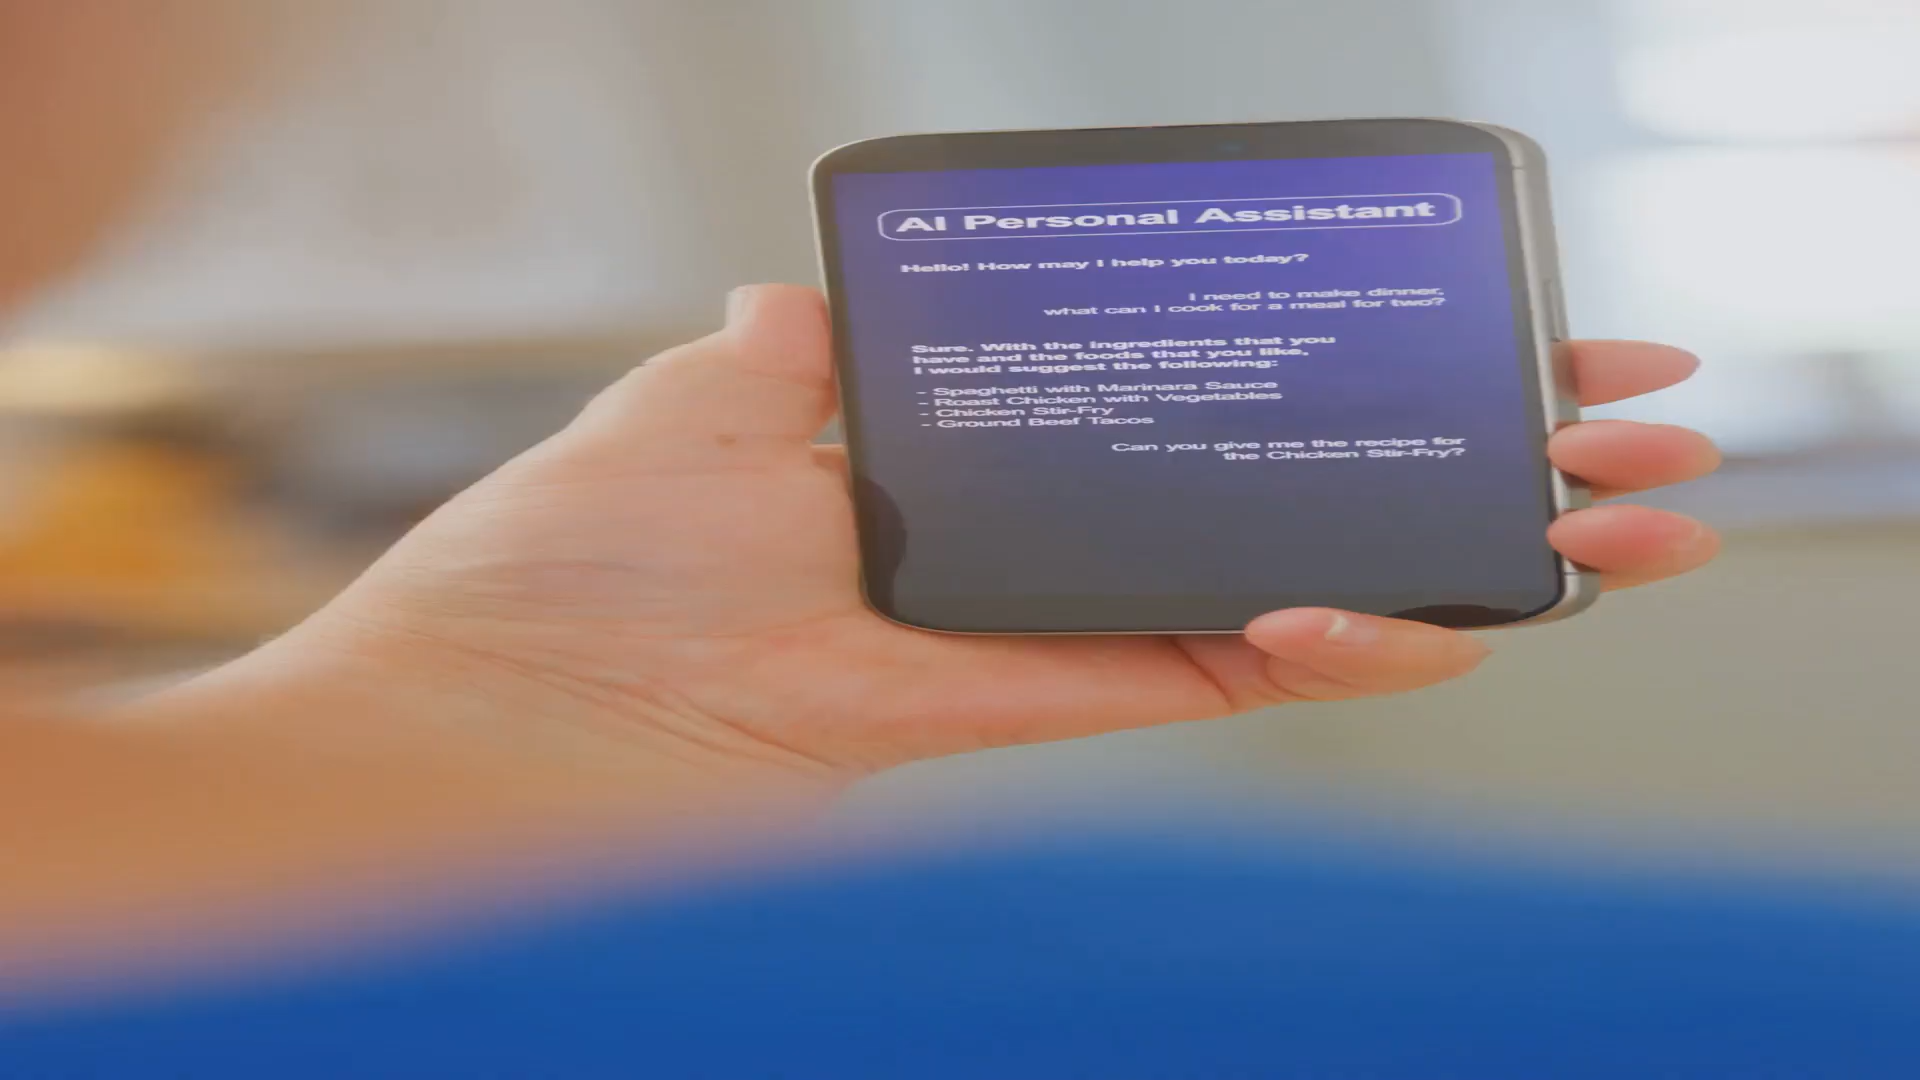 AI Personal Assistant
Hello! How may I help you today?
I need to make dinner,
what can I cook for a meal for two?
Sure. With the ingredients that you
have and the foods that you like,
I would suggest the following:
- Spaghetti with Marinara Sauce
- Roast Chicken with Vegetables
- Chicken Stir-Fry
- Ground Beef Tacos
Can you give me the recipe for
the Chicken Stir-Fry?